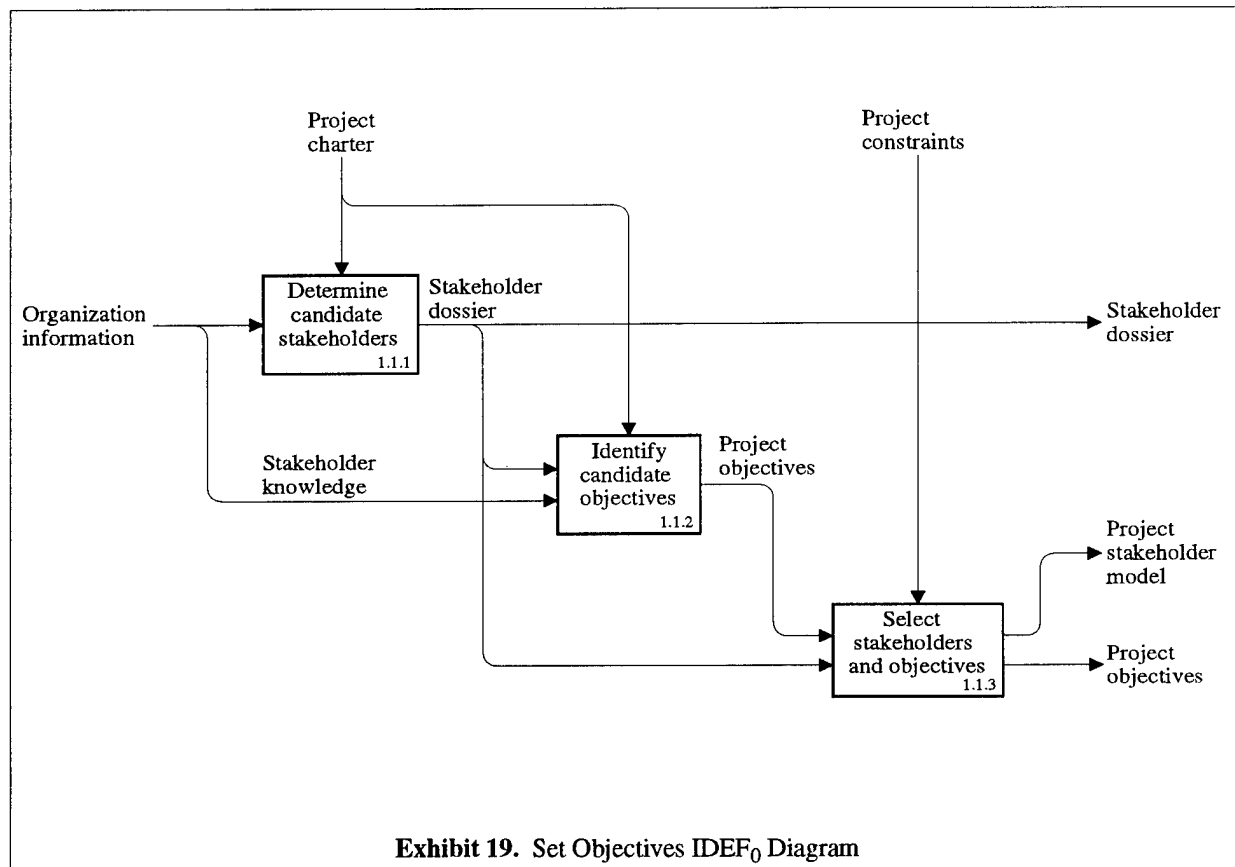 Project
charter
Project
constraints
Organization
information
Determine
candidate
stakeholders
1.1.1
Stakeholder
dossier
Stakeholder
dossier
Stakeholder
knowledge
Identify
candidate
objectives
1.1.2
Project
objectives
Project
stakeholder
model
Select
stakeholders
and objectives
1.1.3
Project
objectives
Exhibit 19. Set Objectives IDEF0 Diagram